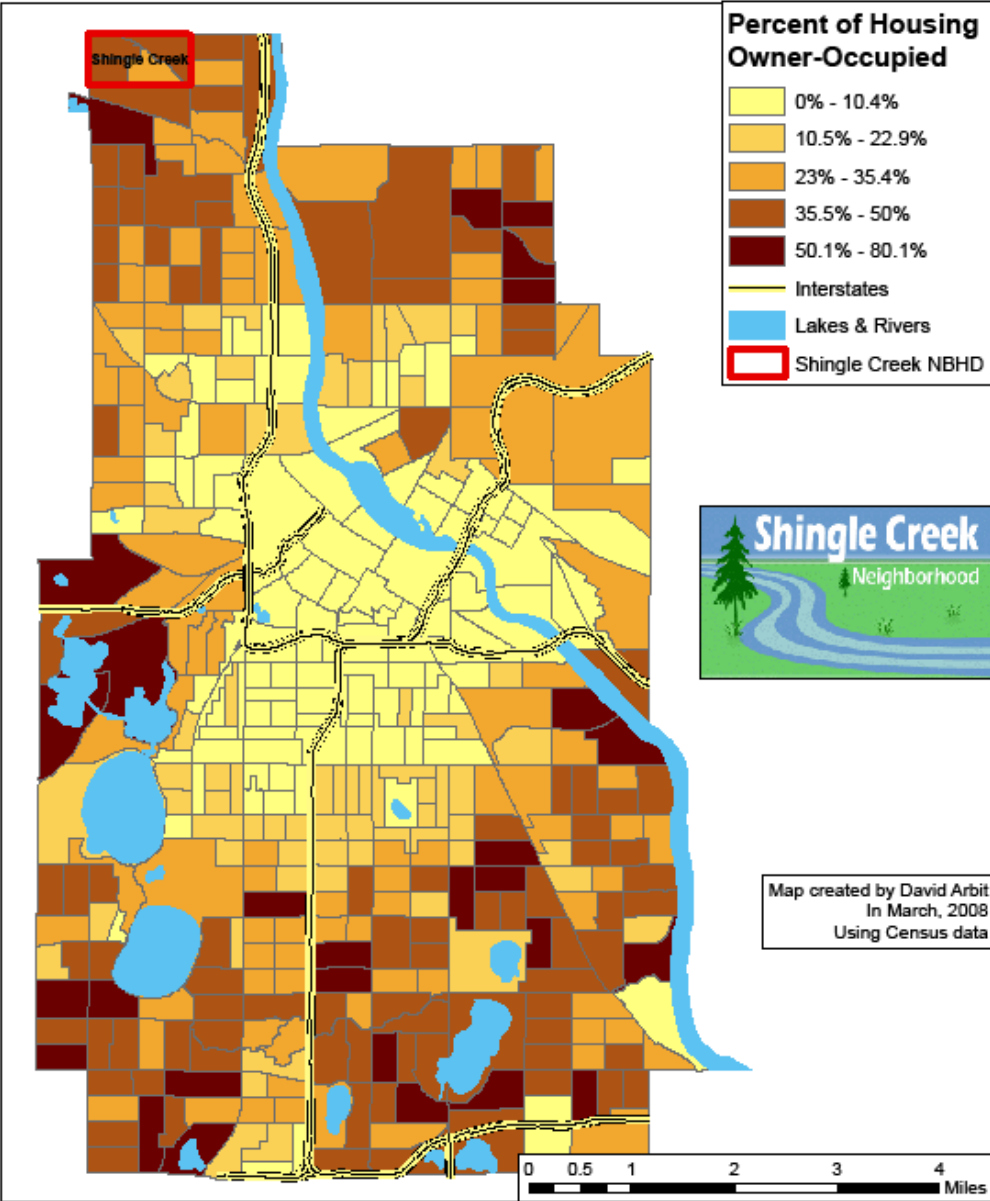 Percent of Housing
Owner-Occupied
0% - 10.4%
10.5% - 22.9%
23% - 35.4%
35.5% - 50%
50.1% - 80.1%
Interstates
Lakes & Rivers
Shingle Creek NBHD
Shingle Creek
Shingle Creek
Neighborhood
Map created by David Arbit
In March, 2008
Using Census data
0 0.5 1 2 3 4
Miles